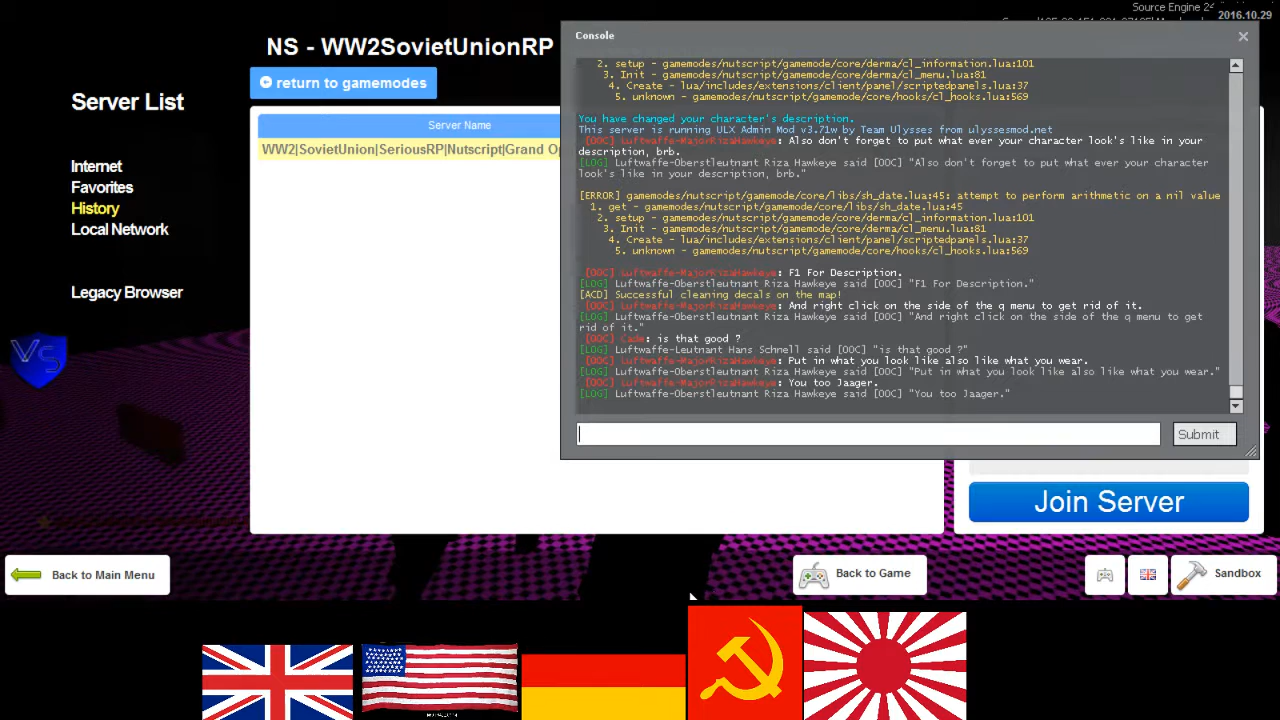 Source Engine 24
2016.10.29
NS - WW2SovietUnionRP
return to gamemodes
Server List
Internet
Favorites
History
Local Network
Legacy Browser
Server Name
WW2|SovietUnion|SeriousRP|Nutscript|Grand Op
Console
2. setup - gamemodes/nutscript/gamemode/core/derma/cl_information.lua:101
3. Init - gamemodes/nutscript/gamemode/core/derma/cl_menu.lua:81
4. Create - lua/includes/extensions/client/panel/scriptedpanels.lua:37
5. unknown - gamemodes/nutscript/gamemode/core/hooks/cl_hooks.lua:569
You have changed your character's description.
This server is running ULX Admin Mod v3.71w by Team Ulysses from ulyssesmod.net
[OOC] Luftwaffe-MajorRizaHawkeye: Also don't forget to put what ever your character look's like in your
description, brb.
[LOG] Luftwaffe-Oberstleutnant Riza Hawkeye said [OOC] "Also don't forget to put what ever your character
look's like in your description, brb."
[ERROR] gamemodes/nutscript/gamemode/core/libs/sh_date.lua:45: attempt to perform arithmetic on a nil value
1. get - gamemodes/nutscript/gamemode/core/libs/sh_date.lua:45
2. setup - gamemodes/nutscript/gamemode/core/derma/cl_information.lua:101
3. Init - gamemodes/nutscript/gamemode/core/derma/cl_menu.lua:81
4. Create - lua/includes/extensions/client/panel/scriptedpanels.lua:37
5. unknown - gamemodes/nutscript/gamemode/core/hooks/cl_hooks.lua:569
[OOC] Luftwaffe-MajorRizaHawkeye: F1 For Description.
[LOG] Luftwaffe-Oberstleutnant Riza Hawkeye said [OOC] "F1 For Description."
[ACD] Successful cleaning decals on the map!
[OOC] Luftwaffe-MajorRizaHawkeye: And right click on the side of the q menu to get rid of it.
[LOG] Luftwaffe-Oberstleutnant Riza Hawkeye said [OOC] "And right click on the side of the q menu to get
rid of it."
[OOC] Cade: is that good ?
[LOG] Luftwaffe-Leutnant Hans Schnell said [OOC] "is that good ?"
[OOC] Luftwaffe-MajorRizaHawkeye: Put in what you look like also like what you wear.
[LOG] Luftwaffe-Oberstleutnant Riza Hawkeye said [OOC] "Put in what you look like also like what you wear."
[OOC] Luftwaffe-MajorRizaHawkeye: You too Jaager.
[LOG] Luftwaffe-Oberstleutnant Riza Hawkeye said [OOC] "You too Jaager."
Submit
VS
Join Server
Back to Main Menu
Back to Game
Sandbox